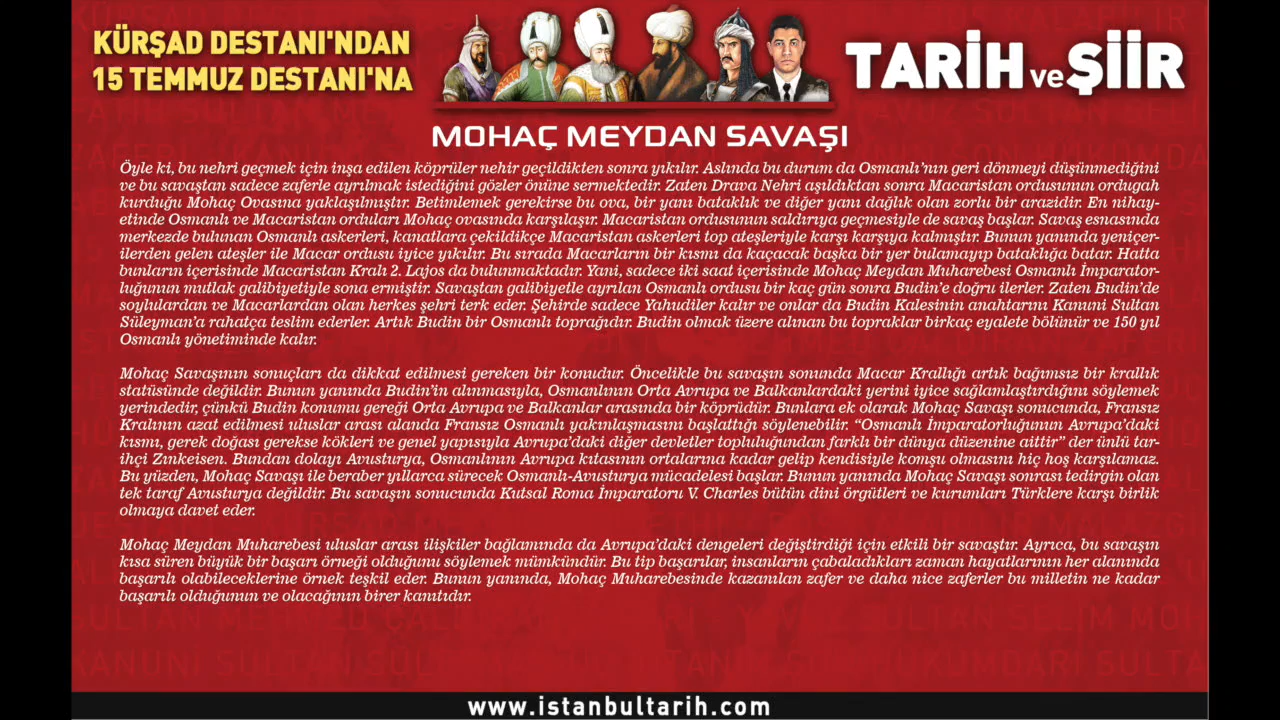 KÜRŞAD DESTANI'NDAN
15 TEMMUZ DESTANI'NA
TARİH ve ŞİİR
MOHAÇ MEYDAN SAVAŞI
Öyle ki, bu nehri geçmek için inşa edilen köprüler nehir geçildikten sonra yıkılır. Aslında bu durum da Osmanlı’nın geri dönmeyi düşünmediğini
ve bu savaştan sadece zaferle ayrılmak istediğini gözler önüne sermektedir. Zaten Drava Nehri aşıldıktan sonra Macaristan ordusunun ordugah
kurduğu Mohaç Ovasına yaklaşılmıştır. Betimlemek gerekirse bu ova, bir yanı bataklık ve diğer yanı dağlık olan zorlu bir arazidir. En nihay-
etinde Osmanlı ve Macaristan orduları Mohaç ovasında karşılaşır. Macaristan ordusunun saldırıya geçmesiyle de savaş başlar. Savaş esnasında
merkezde bulunan Osmanlı askerleri, kanatlara çekildikçe Macaristan askerleri top ateşleriyle karşı karşıya kalmıştır. Bunun yanında yeniçer-
ilerden gelen ateşler ile Macar ordusu iyice yıkılır. Bu sırada Macarların bir kısmı da kaçacak başka bir yer bulamayıp bataklığa batar. Hatta
bunların içerisinde Macaristan Kralı 2. Lajos da bulunmaktadır. Yani, sadece iki saat içerisinde Mohaç Meydan Muharebesi Osmanlı İmparator-
luğunun mutlak galibiyetiyle sona ermiştir. Savaştan galibiyetle ayrılan Osmanlı ordusu bir kaç gün sonra Budin’e doğru ilerler. Zaten Budin’de
soylulardan ve Macarlardan olan herkes şehri terk eder. Şehirde sadece Yahudiler kalır ve onlar da Budin Kalesinin anahtarını Kanuni Sultan
Süleyman’a rahatça teslim ederler. Artık Budin bir Osmanlı toprağıdır. Budin olmak üzere alınan bu topraklar birkaç eyalete bölünür ve 150 yıl
Osmanlı yönetiminde kalır.
Mohaç Savaşının sonuçları da dikkat edilmesi gereken bir konudur. Öncelikle bu savaşın sonunda Macar Krallığı artık bağımsız bir krallık
statüsünde değildir. Bunun yanında Budin’in alınmasıyla, Osmanlının Orta Avrupa ve Balkanlardaki yerini iyice sağlamlaştırdığını söylemek
yerindedir, çünkü Budin konumu gereği Orta Avrupa ve Balkanlar arasında bir köprüdür. Bunlara ek olarak Mohaç Savaşı sonucunda, Fransız
Kralının azat edilmesi uluslar arası alanda Fransız Osmanlı yakınlaşmasını başlattığı söylenebilir. “Osmanlı İmparatorluğunun Avrupa’daki
kısmı, gerek doğası gerekse kökleri ve genel yapısıyla Avrupa’daki diğer devletler topluluğundan farklı bir dünya düzenine aittir” der ünlü tar-
ihçi Zınkeisen. Bundan dolayı Avusturya, Osmanlının Avrupa kıtasının ortalarına kadar gelip kendisiyle komşu olmasını hiç hoş karşılamaz.
Bu yüzden, Mohaç Savaşı ile beraber yıllarca sürecek Osmanlı-Avusturya mücadelesi başlar. Bunun yanında Mohaç Savaşı sonrası tedirgin olan
tek taraf Avusturya değildir. Bu savaşın sonucunda Kutsal Roma İmparatoru V. Charles bütün dini örgütleri ve kurumları Türklere karşı birlik
olmaya davet eder.
Mohaç Meydan Muharebesi uluslar arası ilişkiler bağlamında da Avrupa’daki dengeleri değiştirdiği için etkili bir savaştır. Ayrıca, bu savaşın
kısa süren büyük bir başarı örneği olduğunu söylemek mümkündür. Bu tip başarılar, insanların çabaladıkları zaman hayatlarının her alanında
başarılı olabileceklerine örnek teşkil eder. Bunun yanında, Mohaç Muharebesinde kazanılan zafer ve daha nice zaferler bu milletin ne kadar
başarılı olduğunun ve olacağının birer kanıtıdır.
www.istanbultarih.com